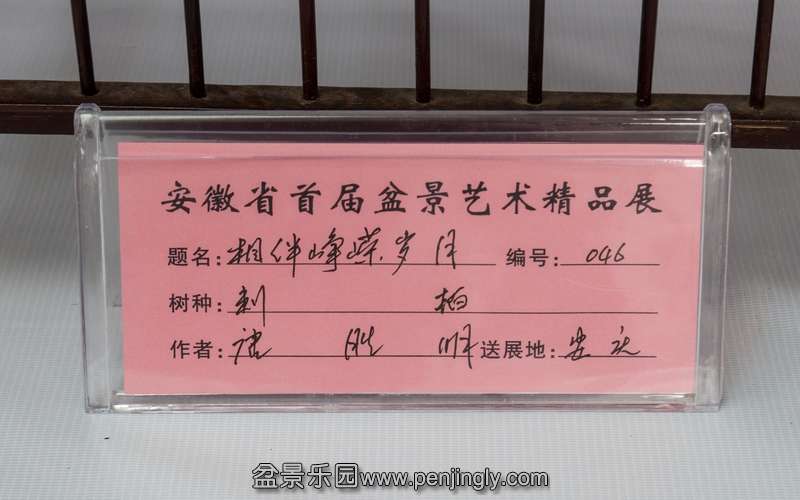 安徽省首届盆景艺术精品展
题名:相伴峥嵘岁月 编号:046
树种:刺柏
作者:唐胜顺 送展地:安庆
盆景乐园www.penjingly.com